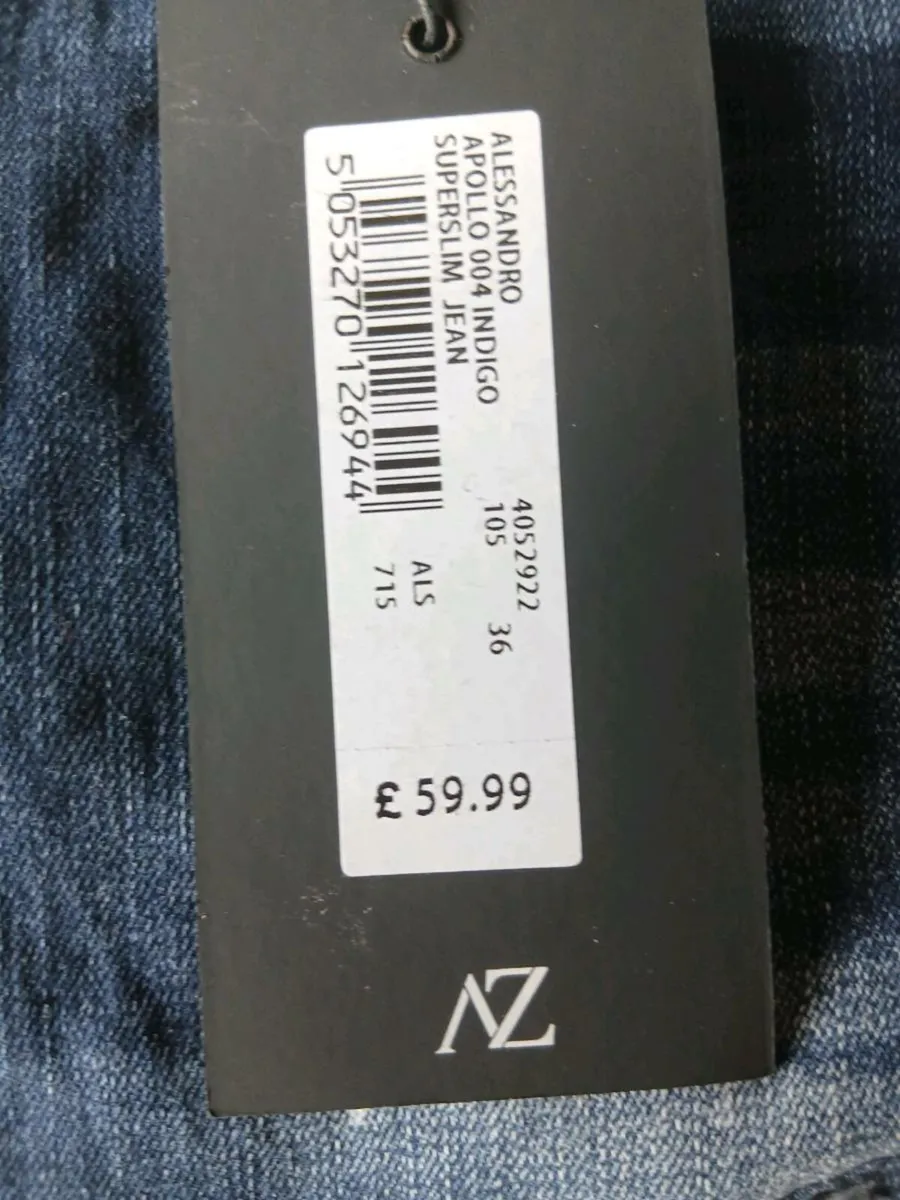 ALESSANDRO
APOLLO 004 INDIGO
SUPERSLIM JEAN
4052922
105 36
5 053270 126944
ALS
715
£ 59.99
AZ